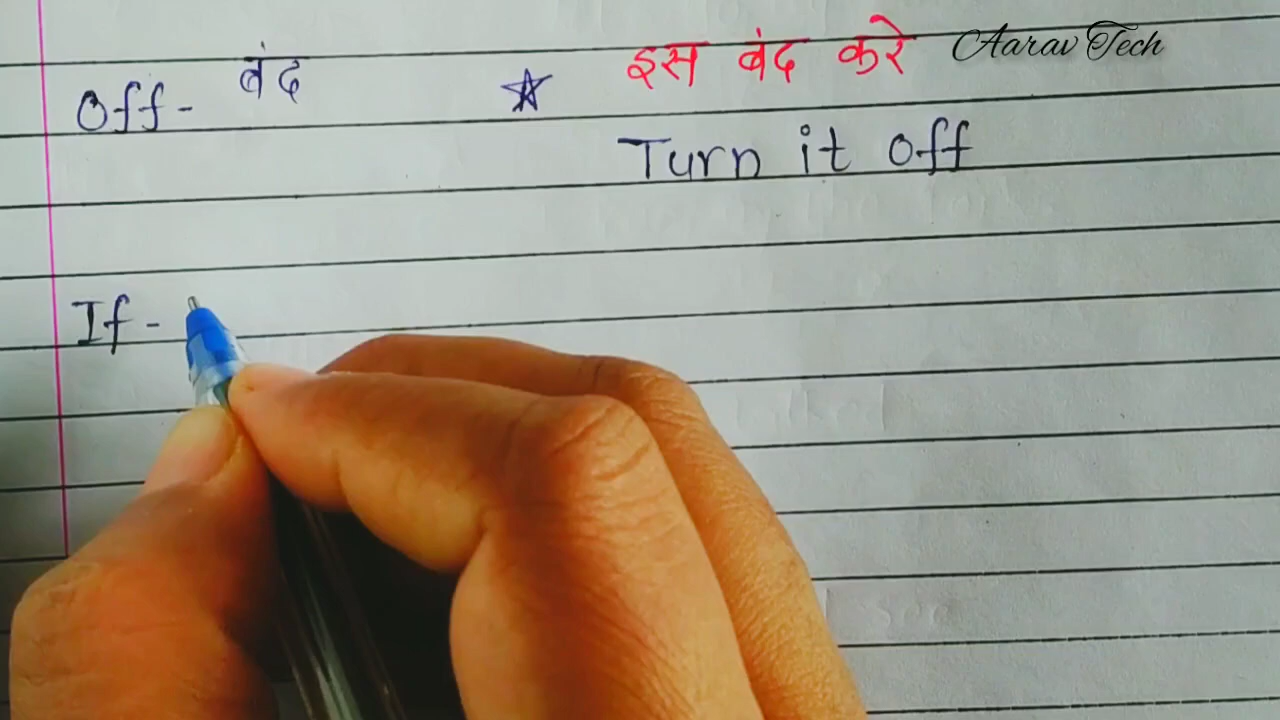 Off - बंद ☆ इस बंद करे
Aarav Tech
Turn it off
If -